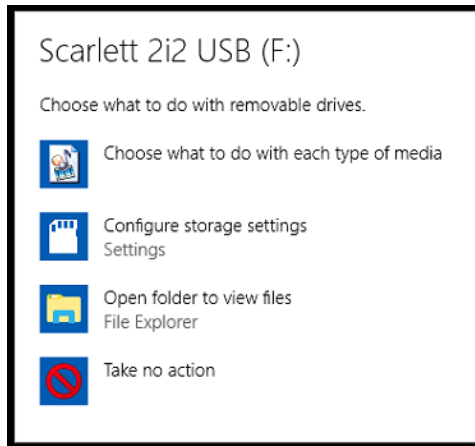 Scarlett 2i2 USB (F:)
Choose what to do with removable drives.
Choose what to do with each type of media
Configure storage settings
Settings
Open folder to view files
File Explorer
Take no action